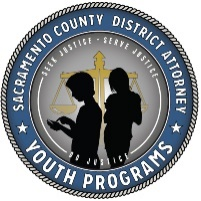 SACRAMENTO COUNTY DISTRICT ATTORNEY
SEEK JUSTICE • SERVE JUSTICE
DO JUSTICE
★ YOUTH PROGRAMS ★